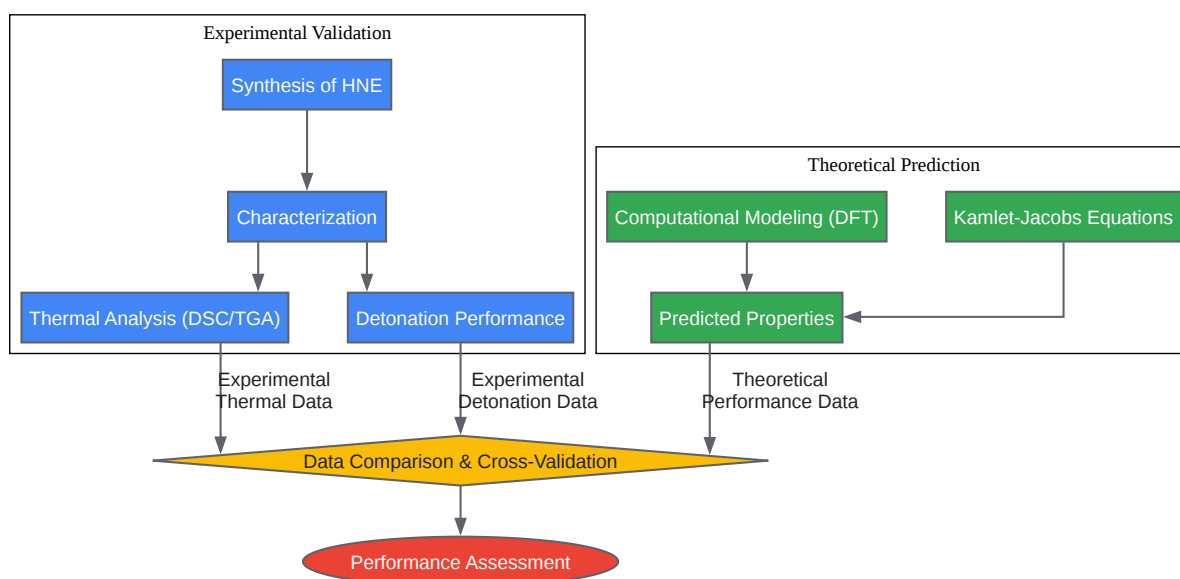 Experimental Validation
Synthesis of HNE
Characterization
Thermal Analysis (DSC/TGA)
Detonation Performance
Theoretical Prediction
Computational Modeling (DFT)
Kamlet-Jacobs Equations
Predicted Properties
Experimental
Thermal Data
Experimental
Detonation Data
Theoretical
Performance Data
Data Comparison & Cross-Validation
Performance Assessment